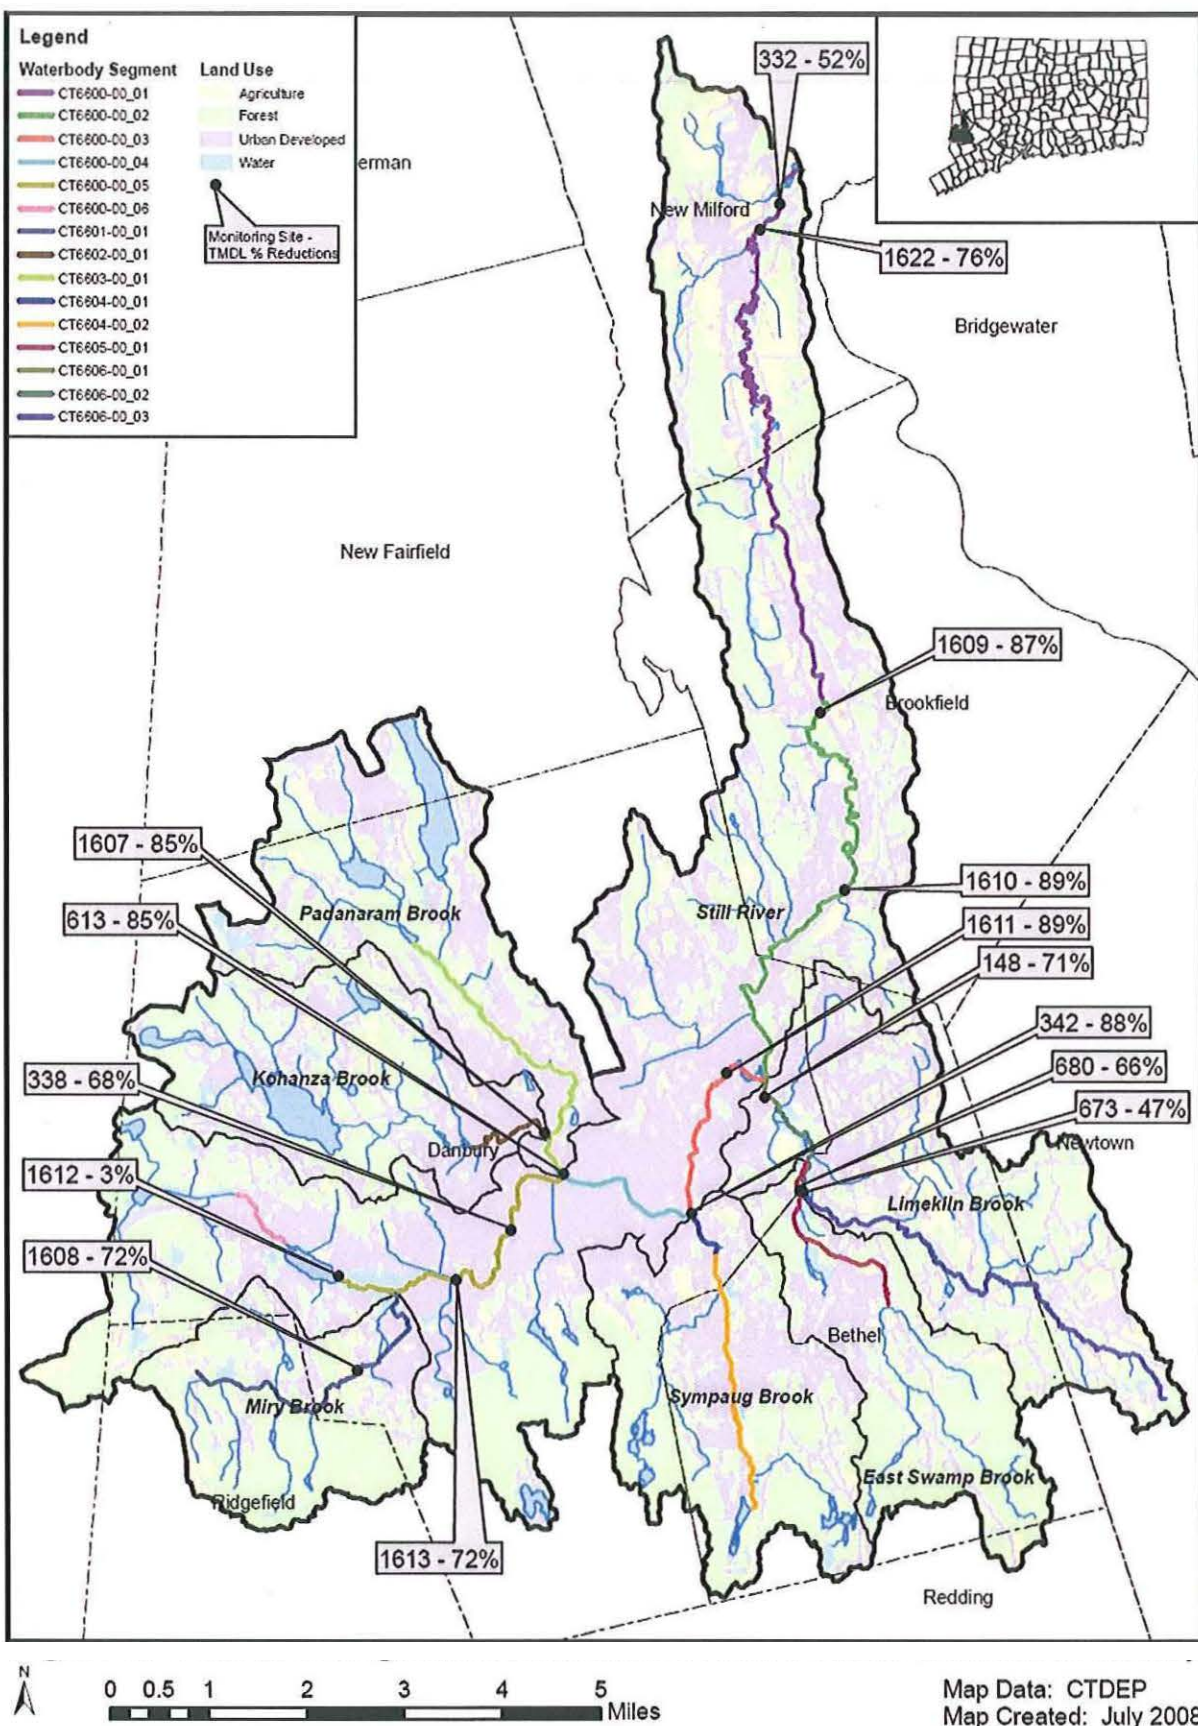 Legend
Waterbody Segment
CT6600-00_01
CT6600-00_02
CT6600-00_03
CT6600-00_04
CT6600-00_05
CT6600-00_06
CT6601-00_01
CT6602-00_01
CT6603-00_01
CT6604-00_01
CT6604-00_02
CT6605-00_01
CT6606-00_01
CT6606-00_02
CT6606-00_03
Land Use
Agriculture
Forest
Urban Developed
Water
Monitoring Site -
TMDL % Reductions
erman
332 - 52%
New Milford
1622 - 76%
Bridgewater
New Fairfield
1609 - 87%
Brookfield
1607 - 85%
613 - 85%
Padanaram Brook
Still River
1610 - 89%
1611 - 89%
148 - 71%
342 - 88%
338 - 68%
Kohanza Brook
680 - 66%
673 - 47%
Danbury
Newtown
1612 - 3%
Limekiln Brook
1608 - 72%
Bethel
Miry Brook
Sympaug Brook
East Swamp Brook
Ridgefield
1613 - 72%
Redding
N
0 0.5 1 2 3 4 5
Miles
Map Data: CTDEP
Map Created: July 2008